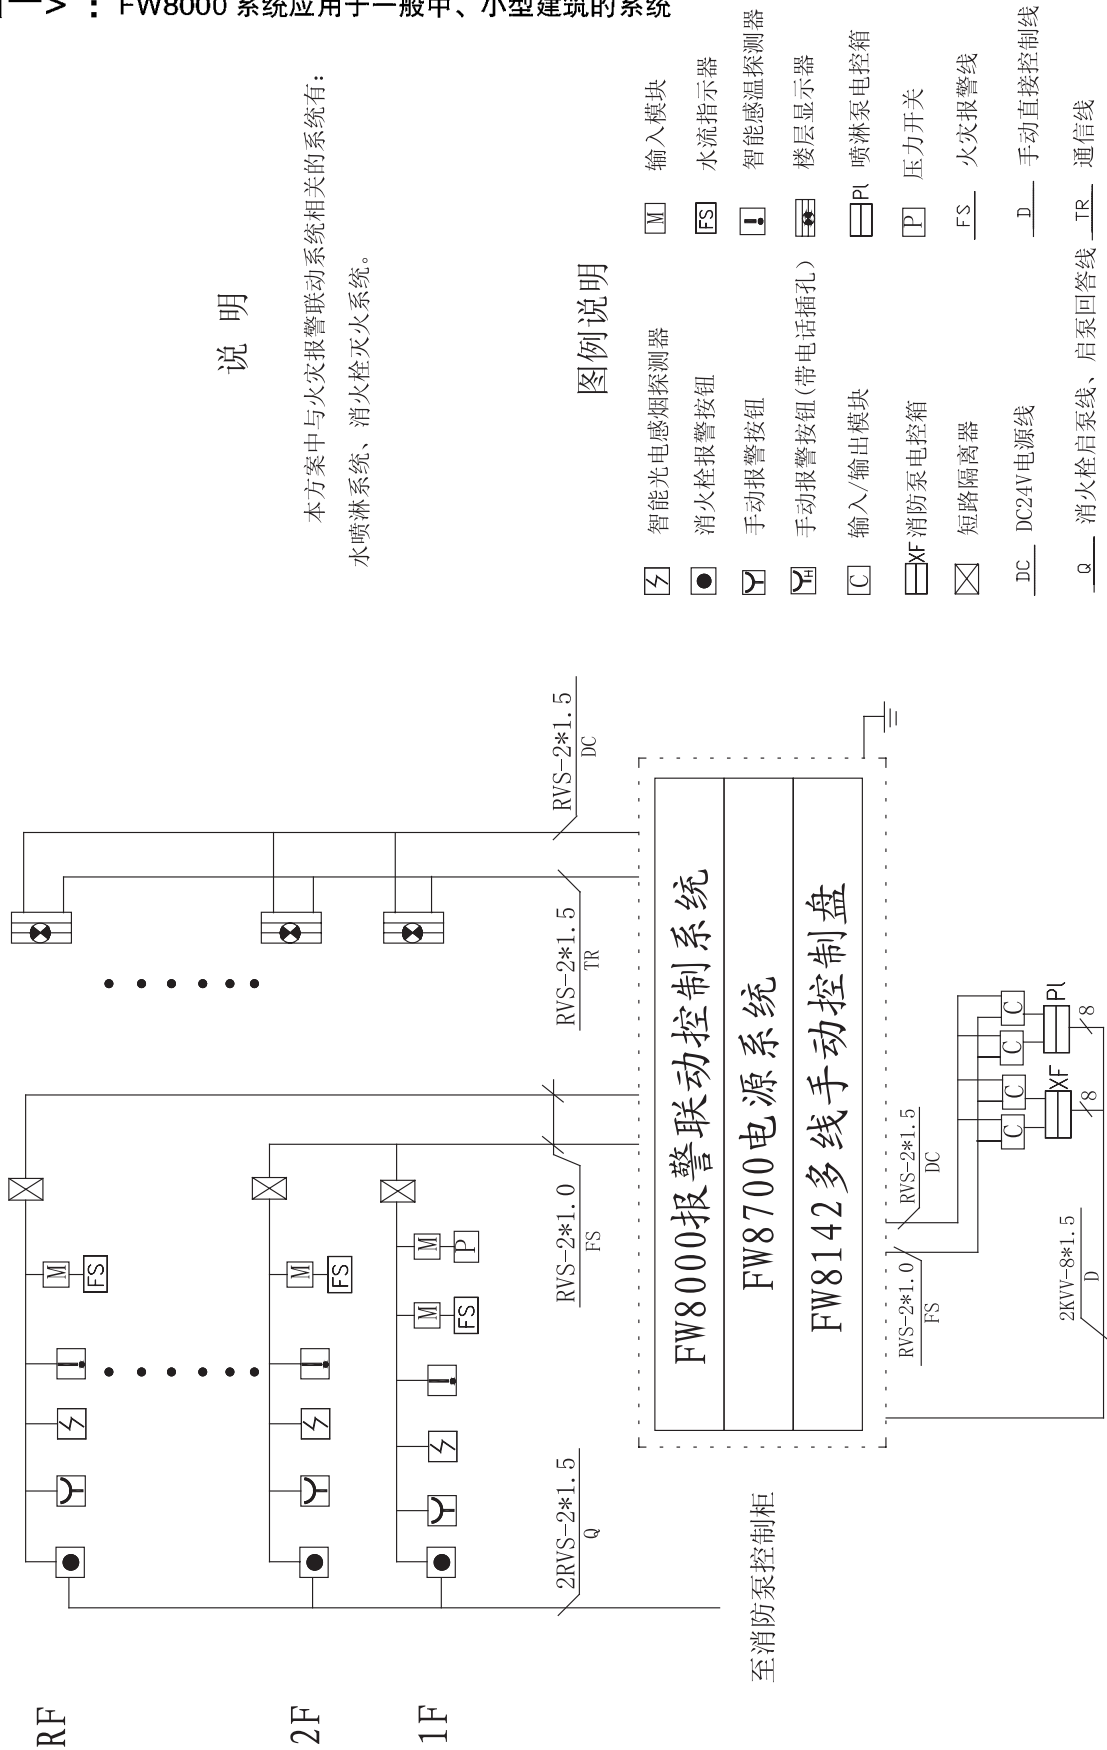 FW8000 系统应用于一般中、小型建筑的系统
说 明
本方案中与火灾报警联动系统相关的系统有:
水喷淋系统、消火栓灭火系统。
图例说明
智能光电感烟探测器
M 输入模块
消火栓报警按钮
FS 水流指示器
手动报警按钮
智能感温探测器
H 手动报警按钮(带电话插孔)
楼层显示器
C 输入/输出模块
Pl 喷淋泵电控箱
XF 消防泵电控箱
P 压力开关
短路隔离器
FS 火灾报警线
DC DC24V电源线
D 手动直接控制线
Q 消火栓启泵线、启泵回答线
TR 通信线
RF
M
FS
2F
M
FS
1F
M
FS
M
P
2RVS-2*1.5
Q
RVS-2*1.0
FS
RVS-2*1.5
TR
RVS-2*1.5
DC
至消防泵控制柜
FW8000报警联动控制系统
FW8700电源系统
FW8142多线手动控制盘
RVS-2*1.0
FS
RVS-2*1.5
DC
2KVV-8*1.5
D
C
C
C
C
XF
Pl
8
8